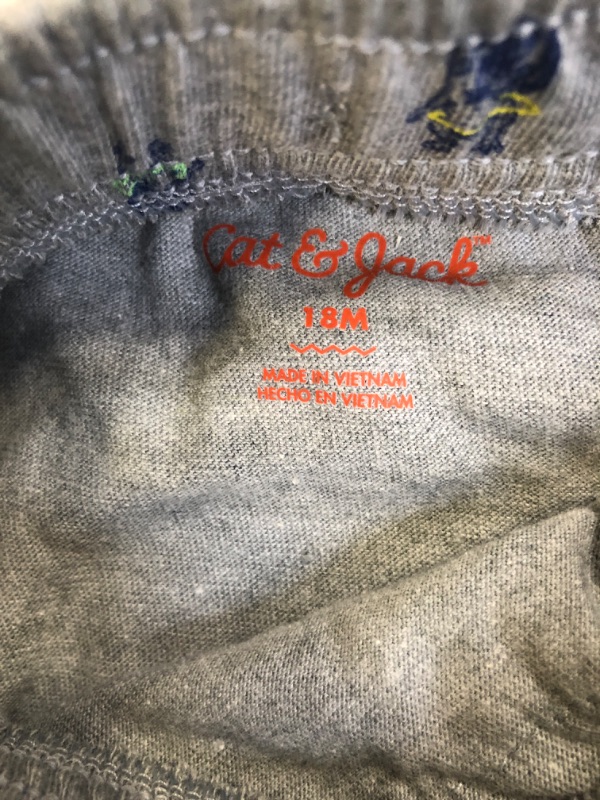 Cat & Jack™
18M
MADE IN VIETNAM
HECHO EN VIETNAM